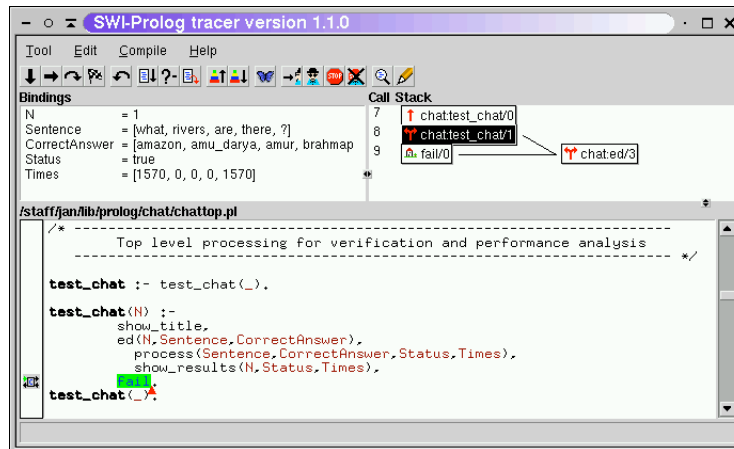 SWI-Prolog tracer version 1.1.0
Tool Edit Compile Help
?- STOP
Bindings
N = 1
Sentence = [what, rivers, are, there, ?]
CorrectAnswer = [amazon, amu_darya, amur, brahmap
Status = true
Times = [1570, 0, 0, 0, 1570]
Call Stack
7 chat:test_chat/0
8 chat:test_chat/1
9 fail/0 chat:ed/3
/staff/jan/lib/prolog/chat/chattop.pl
/* ----------------------------------------------------------------------
Top level processing for verification and performance analysis
---------------------------------------------------------------------- */
test_chat :- test_chat(_).
test_chat(N) :-
show_title,
ed(N,Sentence,CorrectAnswer),
process(Sentence,CorrectAnswer,Status,Times),
show_results(N,Status,Times),
fail.
test_chat(_).